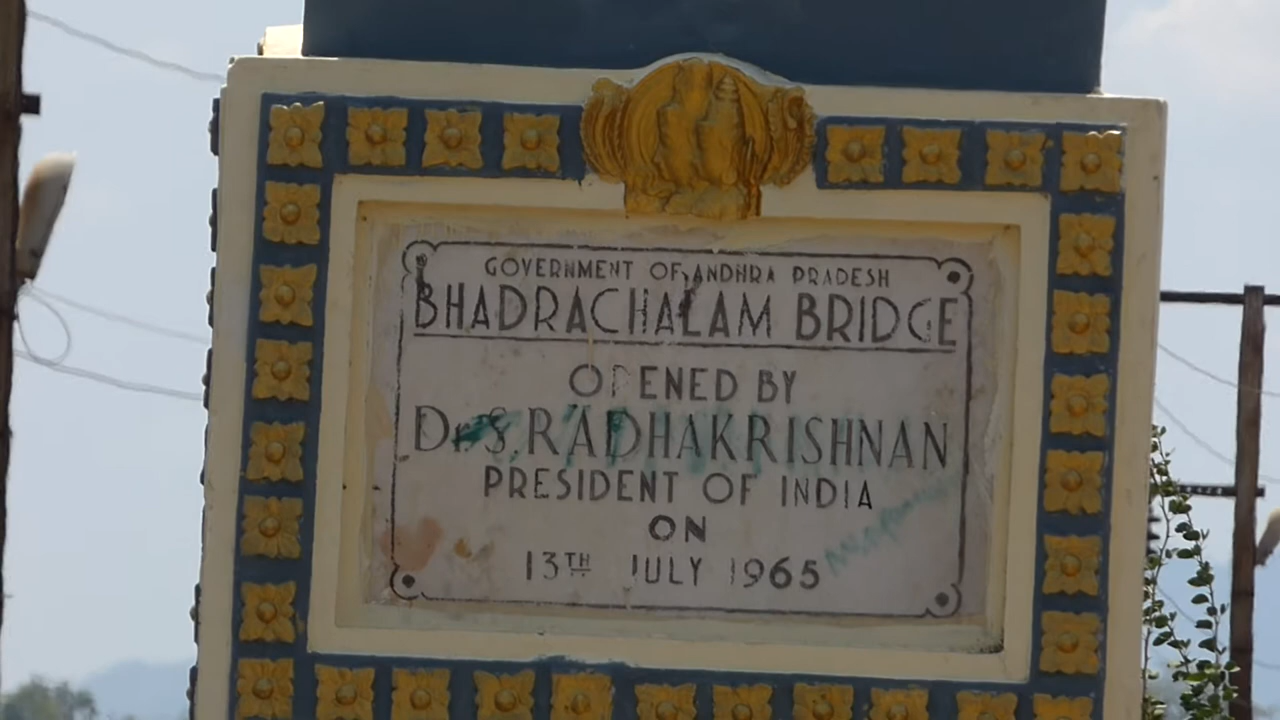 GOVERNMENT OF ANDHRA PRADESH
BHADRACHALAM BRIDGE
OPENED BY
Dr. S. RADHAKRISHNAN
PRESIDENT OF INDIA
ON
13TH JULY 1965